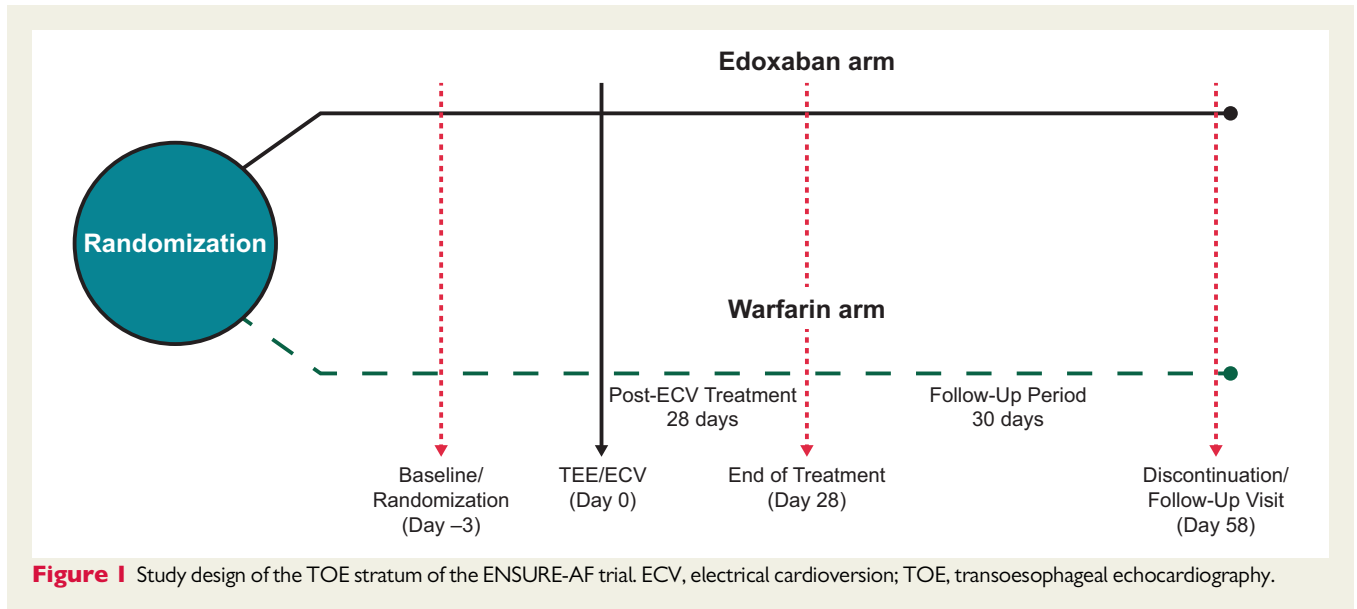 Edoxaban arm
Randomization
Warfarin arm
Post-ECV Treatment
28 days
Follow-Up Period
30 days
Baseline/
Randomization
(Day –3)
TEE/ECV
(Day 0)
End of Treatment
(Day 28)
Discontinuation/
Follow-Up Visit
(Day 58)
Figure 1 Study design of the TOE stratum of the ENSURE-AF trial. ECV, electrical cardioversion; TOE, transoesophageal echocardiography.